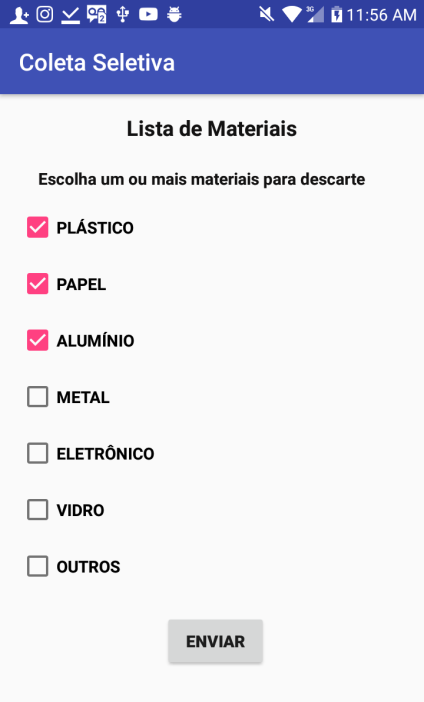 3G 11:56 AM
Coleta Seletiva
Lista de Materiais
Escolha um ou mais materiais para descarte
PLÁSTICO
PAPEL
ALUMÍNIO
METAL
ELETRÔNICO
VIDRO
OUTROS
ENVIAR